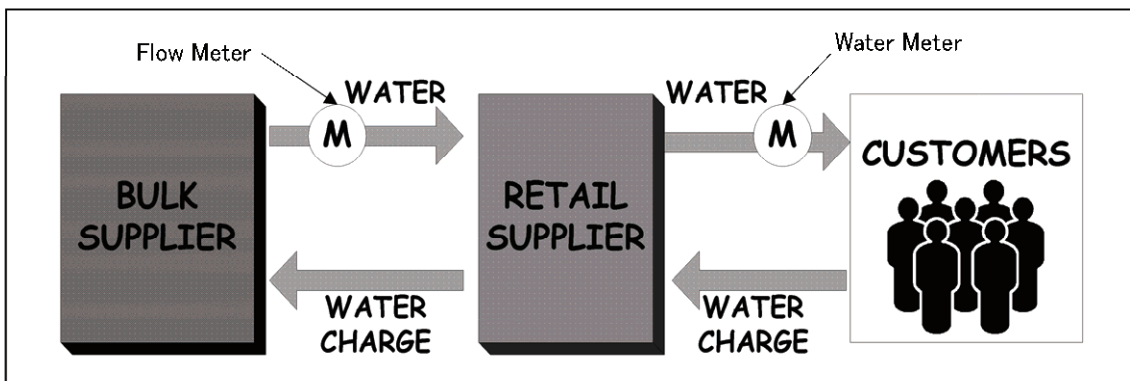 Flow Meter
Water Meter
WATER
M
WATER
M
BULK
SUPPLIER
RETAIL
SUPPLIER
CUSTOMERS
WATER
CHARGE
WATER
CHARGE